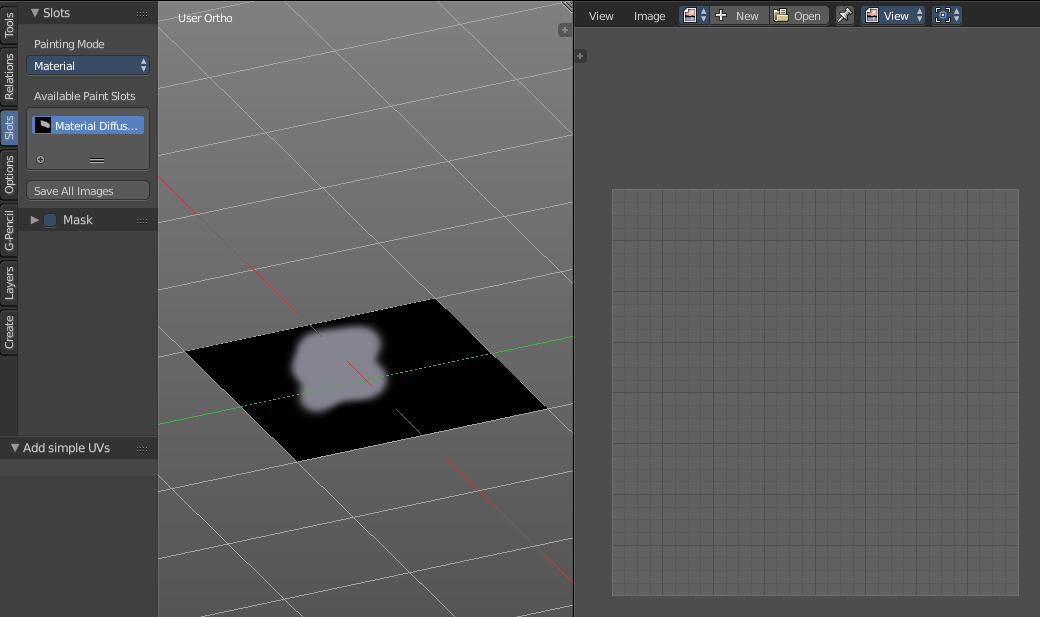 Tools
Relations
Slots
Options
G-Pencil
Layers
Create
Slots
Painting Mode
Material
Available Paint Slots
Material Diffus...
Save All Images
Mask
Add simple UVs
User Ortho
View Image New Open View